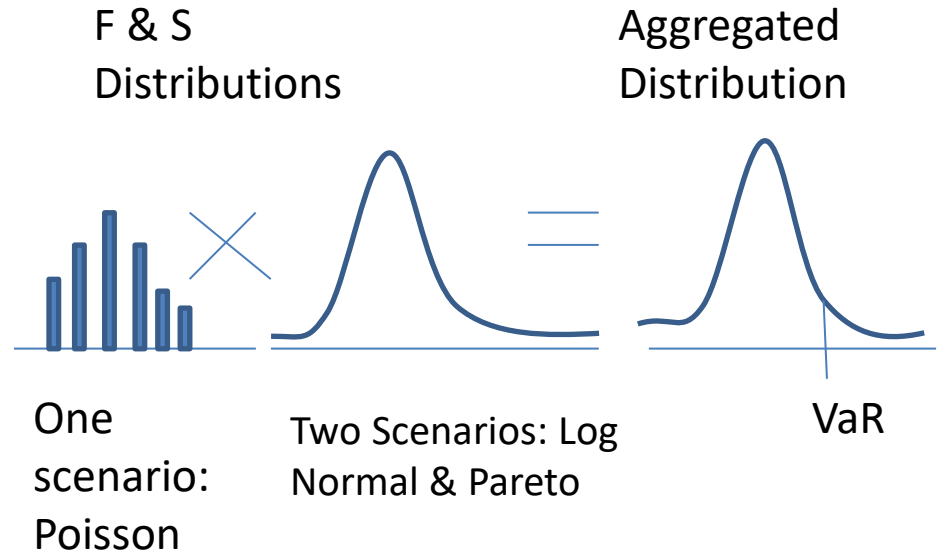 F & S
Distributions
Aggregated
Distribution
One
scenario:
Poisson
Two Scenarios: Log
Normal & Pareto
VaR